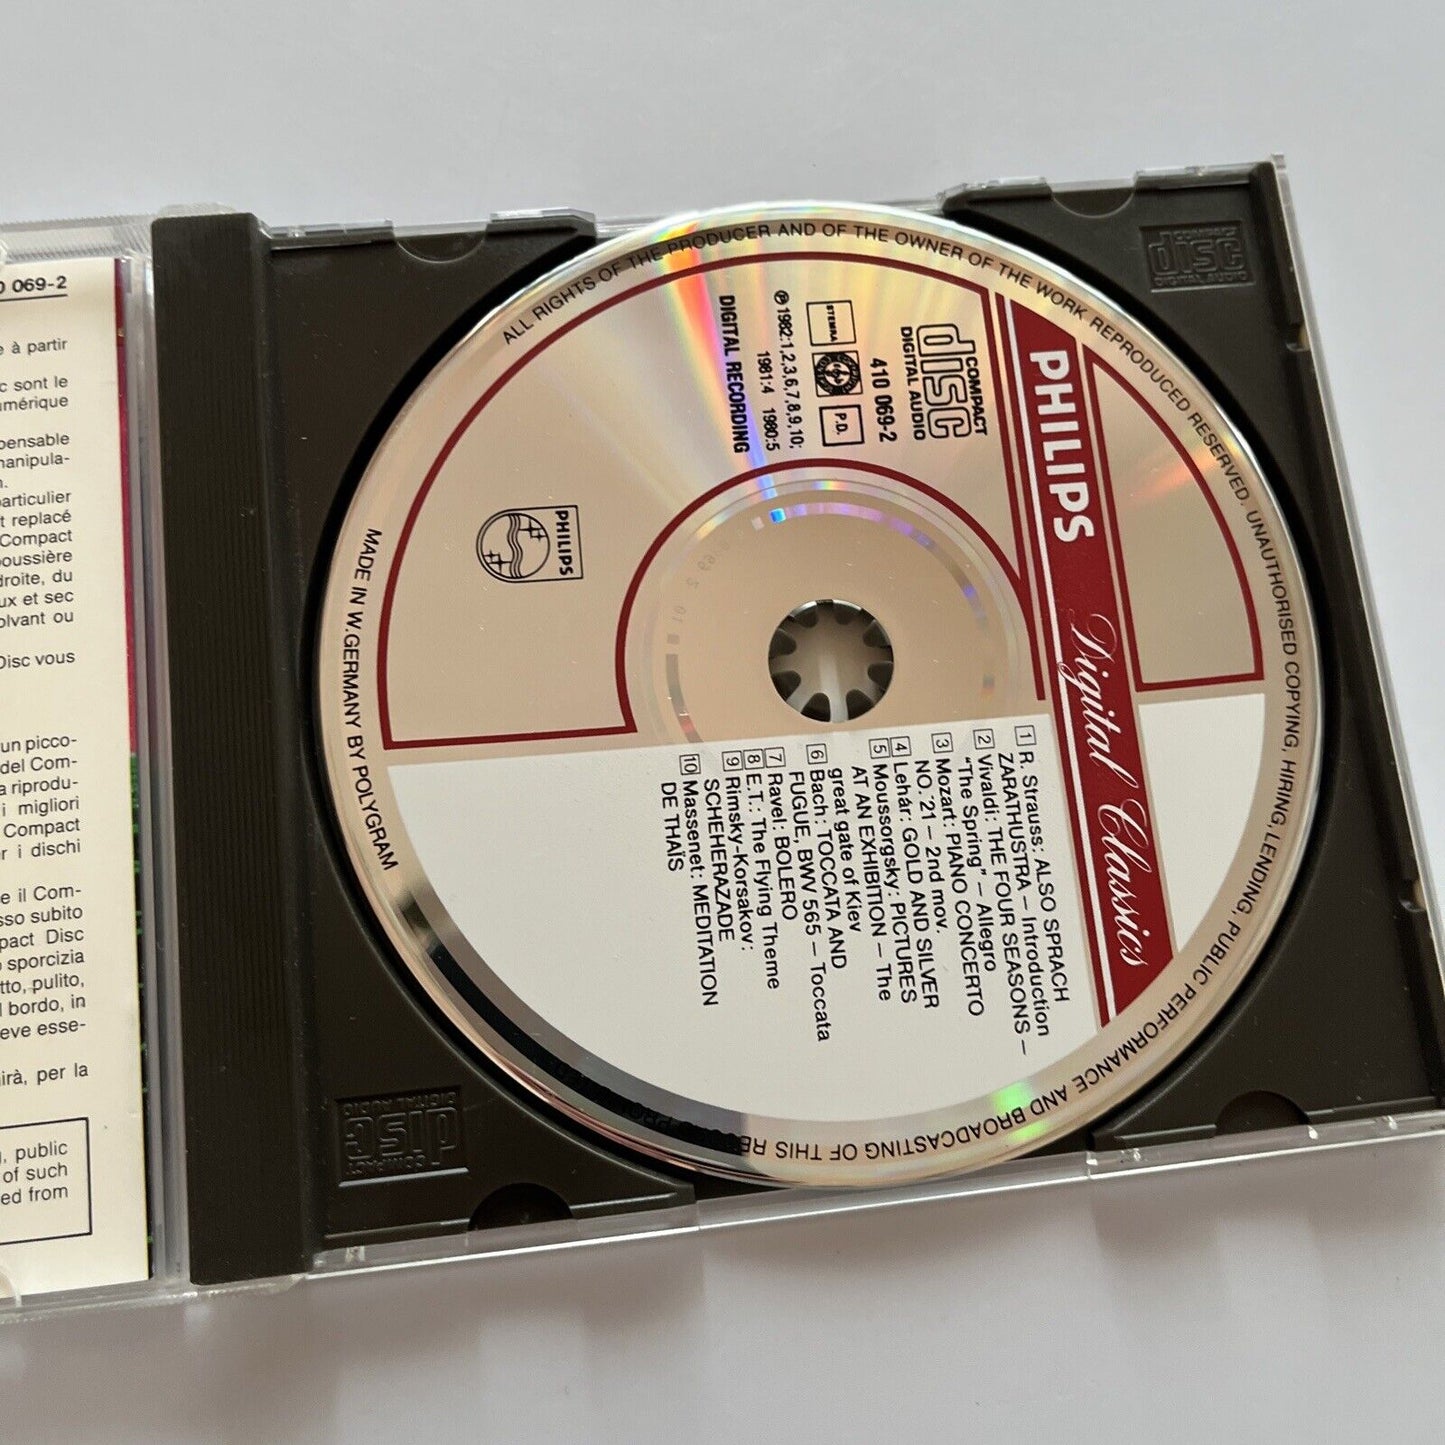 069-2
e à partir
c sont le
umérique
pensable
manipula-
n.
particulier
t replacé
Compact
poussière
droite, du
ux et sec
olvant ou
Disc vous
un picco-
del Com-
a riprodu-
i migliori
Compact
r i dischi
e il Com-
sso subito
pact Disc
sporcizia
tto, pulito,
l bordo, in
eve esse-
irà, per la
, public
of such
ed from
COMPACT
disc
DIGITAL AUDIO
PHILIPS Digital Classics
COMPACT
disc
DIGITAL AUDIO
410 069-2
STEMRA
P.D.
℗ 1982:1,2,3,6,7,8,9,10;
1981:4 1980:5
DIGITAL RECORDING
PHILIPS
1 R. Strauss: ALSO SPRACH
ZARATHUSTRA – Introduction
2 Vivaldi: THE FOUR SEASONS –
"The Spring" – Allegro
3 Mozart: PIANO CONCERTO
NO. 21 – 2nd mov.
4 Lehár: GOLD AND SILVER
5 Moussorgsky: PICTURES
AT AN EXHIBITION – The
great gate of Kiev
6 Bach: TOCCATA AND
FUGUE, BWV 565 – Toccata
7 Ravel: BOLERO
8 E.T.: The Flying Theme
9 Rimsky-Korsakov:
SCHEHERAZADE
10 Massenet: MEDITATION
DE THAÏS
ALL RIGHTS OF THE PRODUCER AND OF THE OWNER OF THE WORK REPRODUCED RESERVED. UNAUTHORISED COPYING, HIRING, LENDING, PUBLIC PERFORMANCE AND BROADCASTING OF THIS
MADE IN W.GERMANY BY POLYGRAM
COMPACT
disc
DIGITAL AUDIO